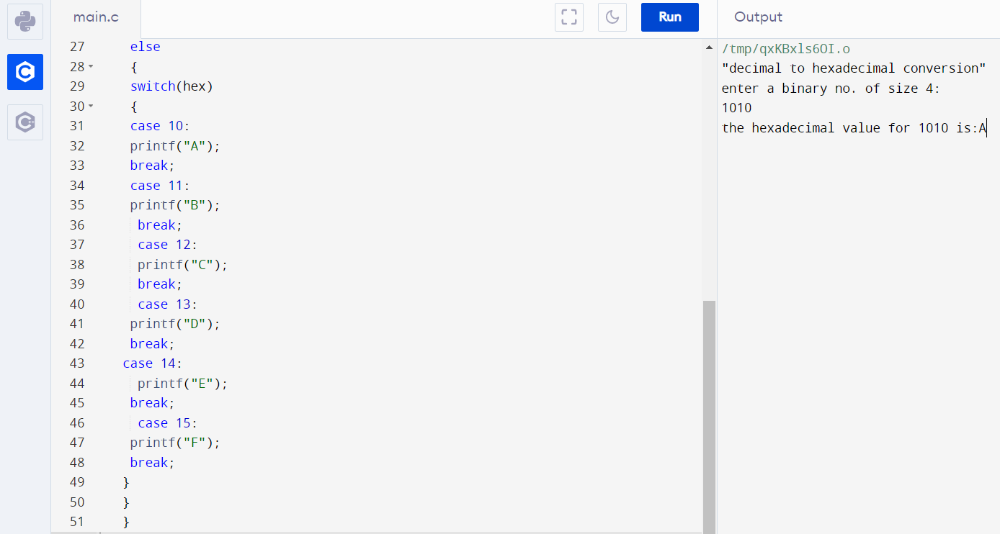 main.c
Run
27 else
28 {
29 switch(hex)
30 {
31 case 10:
32 printf("A");
33 break;
34 case 11:
35 printf("B");
36 break;
37 case 12:
38 printf("C");
39 break;
40 case 13:
41 printf("D");
42 break;
43 case 14:
44 printf("E");
45 break;
46 case 15:
47 printf("F");
48 break;
49 }
50 }
51 }
Output
/tmp/qxKBxls6OI.o
"decimal to hexadecimal conversion"
enter a binary no. of size 4:
1010
the hexadecimal value for 1010 is:A